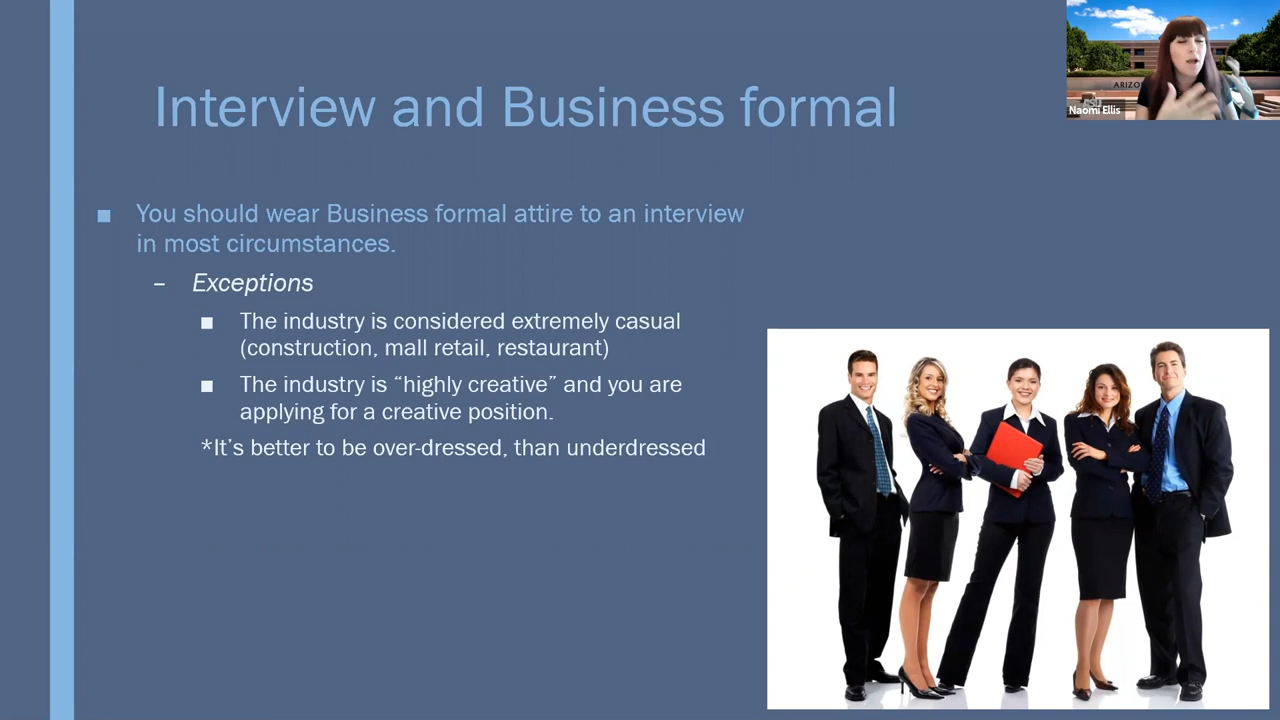 Interview and Business formal
■ You should wear Business formal attire to an interview
in most circumstances.
– Exceptions
■ The industry is considered extremely casual
(construction, mall retail, restaurant)
■ The industry is “highly creative” and you are
applying for a creative position.
*It’s better to be over-dressed, than underdressed
ARIZO
Naomi Ellis